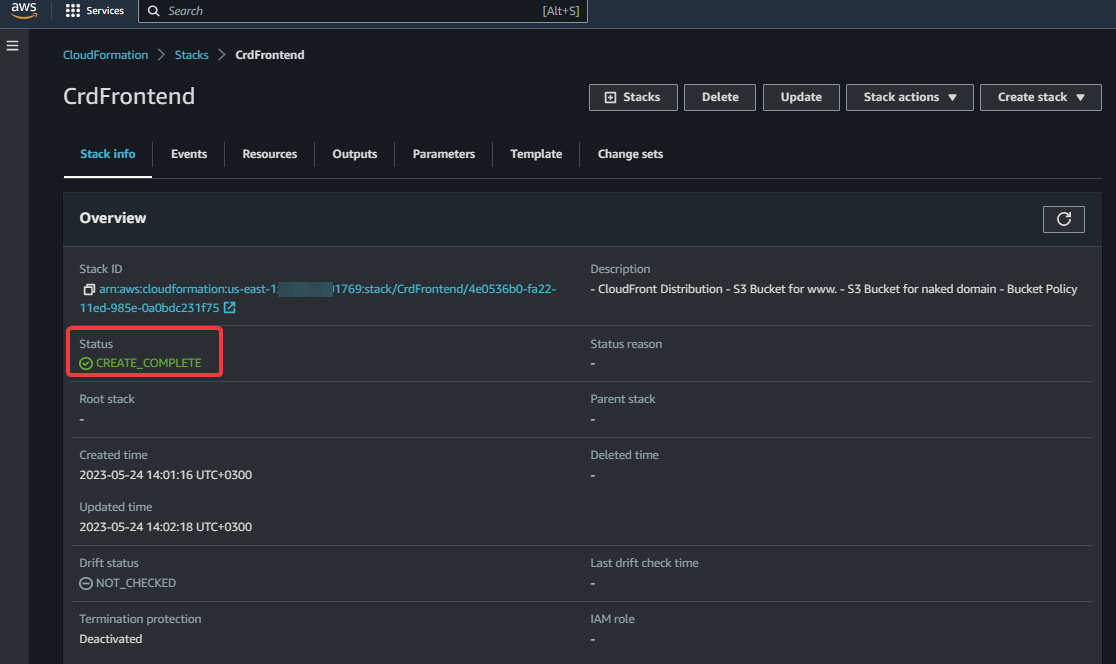 aws
Services
Search
[Alt+S]
CloudFormation
Stacks
CrdFrontend
CrdFrontend
Stacks
Delete
Update
Stack actions
Create stack
Stack info
Events
Resources
Outputs
Parameters
Template
Change sets
Overview
Stack ID
arn:aws:cloudformation:us-east-1: 1769:stack/CrdFrontend/4e0536b0-fa22-
11ed-985e-0a0bdc231f75
Description
- CloudFront Distribution - S3 Bucket for www. - S3 Bucket for naked domain - Bucket Policy
Status
CREATE_COMPLETE
Status reason
-
Root stack
-
Parent stack
-
Created time
2023-05-24 14:01:16 UTC+0300
Deleted time
-
Updated time
2023-05-24 14:02:18 UTC+0300
Drift status
NOT_CHECKED
Last drift check time
-
Termination protection
Deactivated
IAM role
-